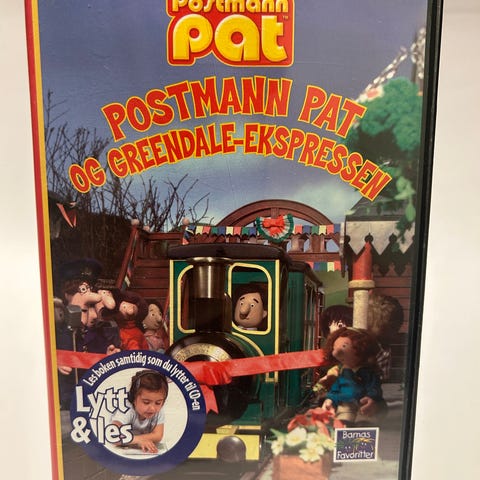 Postmann
pat™
POSTMANN PAT
OG GREENDALE-EKSPRESSEN
Les boken samtidig som du lytter til CD-en
Lytt
& les
Barnas
Favoritter